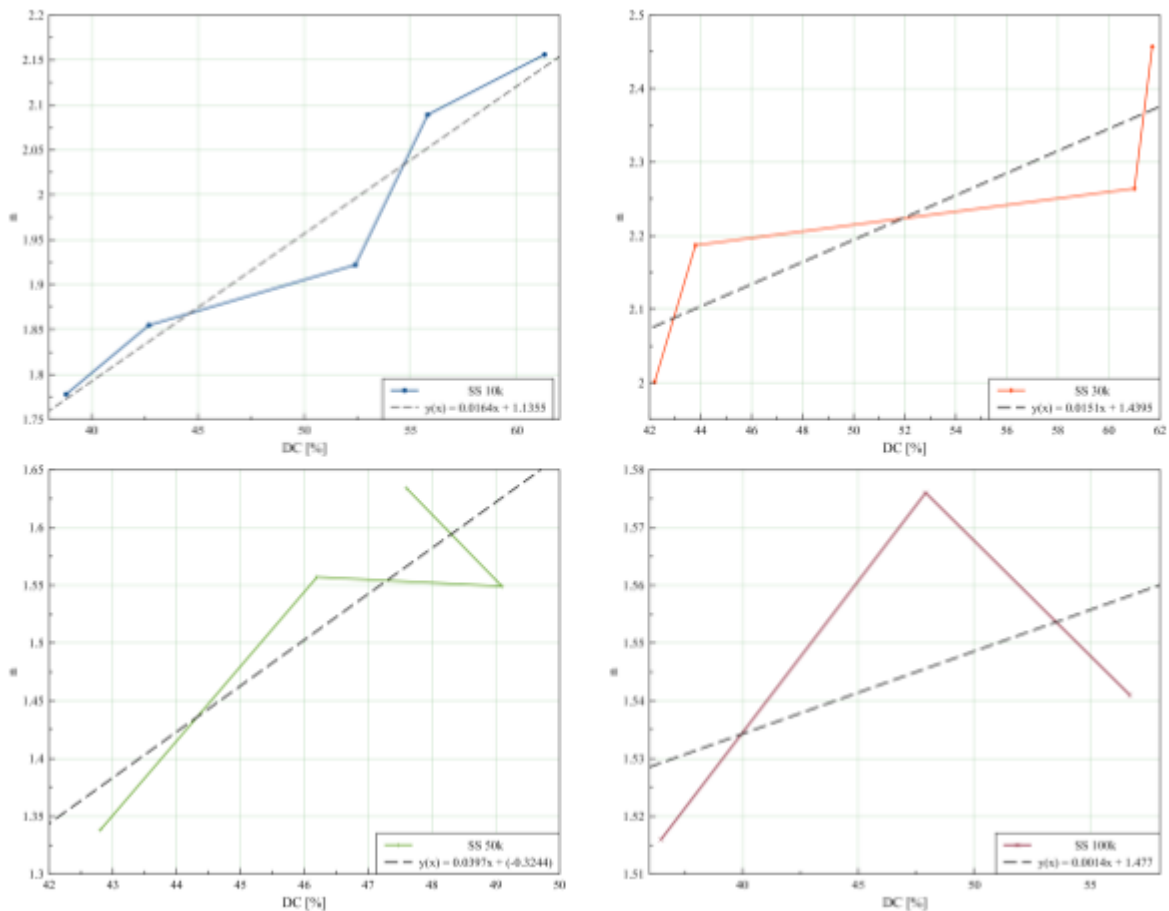 2.2
2.15
2.1
2.05
2
1.95
1.9
1.85
1.8
1.75
SS 10k
y(x) = 0.0164x + 1.1355
40 45 50 55 60
DC [%]
2.5
2.4
2.3
2.2
2.1
2
SS 30k
y(x) = 0.0151x + 1.4395
42 44 46 48 50 52 54 56 58 60 62
DC [%]
1.65
1.6
1.55
1.5
1.45
1.4
1.35
1.3
SS 50k
y(x) = 0.0397x + (-0.3244)
42 43 44 45 46 47 48 49 50
DC [%]
1.58
1.57
1.56
1.55
1.54
1.53
1.52
1.51
SS 100k
y(x) = 0.0014x + 1.477
40 45 50 55
DC [%]